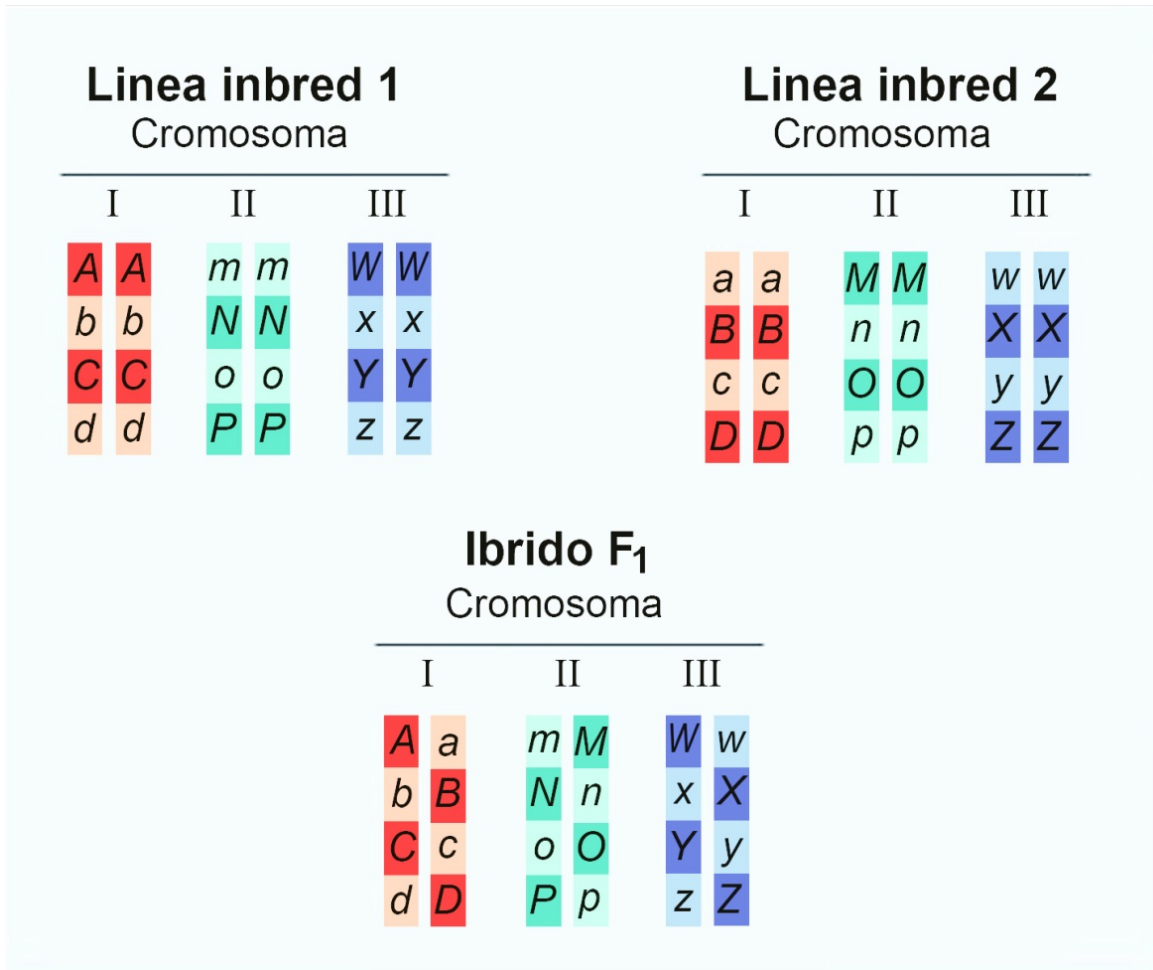 Linea inbred 1
Cromosoma
I II III
A A m m W W
b b N N x x
C C o o Y Y
d d P P z z
Linea inbred 2
Cromosoma
I II III
a a M M w w
B B n n X X
c c O O y y
D D p p Z Z
Ibrido F₁
Cromosoma
I II III
A a m M W w
b B N n x X
C c o O Y y
d D P p z Z